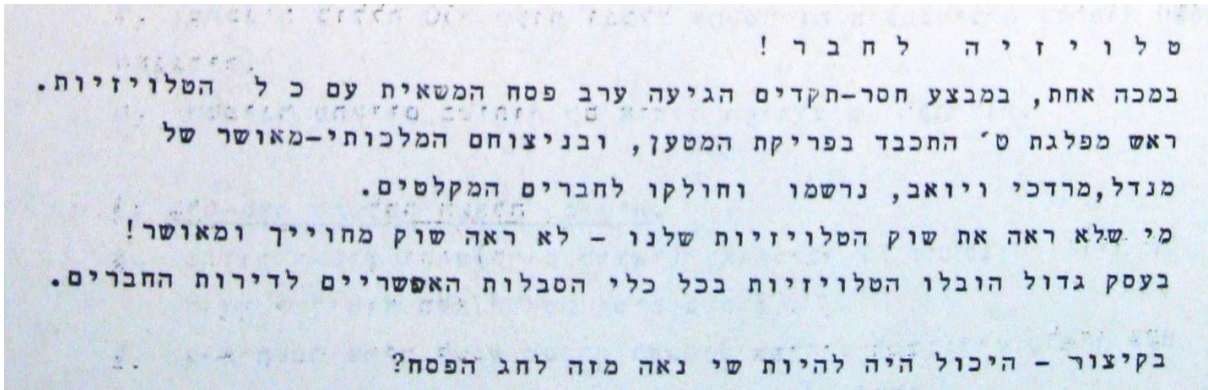 טלויזיה לחבר!
במכה אחת, במבצע חסר-תקדים הגיעה ערב פסח המשאית עם כ ל הטלויזיות.
ראש מפלגת ט׳ התכבד בפריקת המטען, ובניצוחם המלכותי-מאושר של
מנדל,מרדכי ויואב, נרשמו וחולקו לחברים המקלטים.
מי שלא ראה את שוק הטלויזיות שלנו - לא ראה שוק מחוייך ומאושר!
בעסק גדול הובלו הטלויזיות בכל כלי הסבלות האפשריים לדירות החברים.
בקיצור - היכול היה להיות שי נאה מזה לחג הפסח?